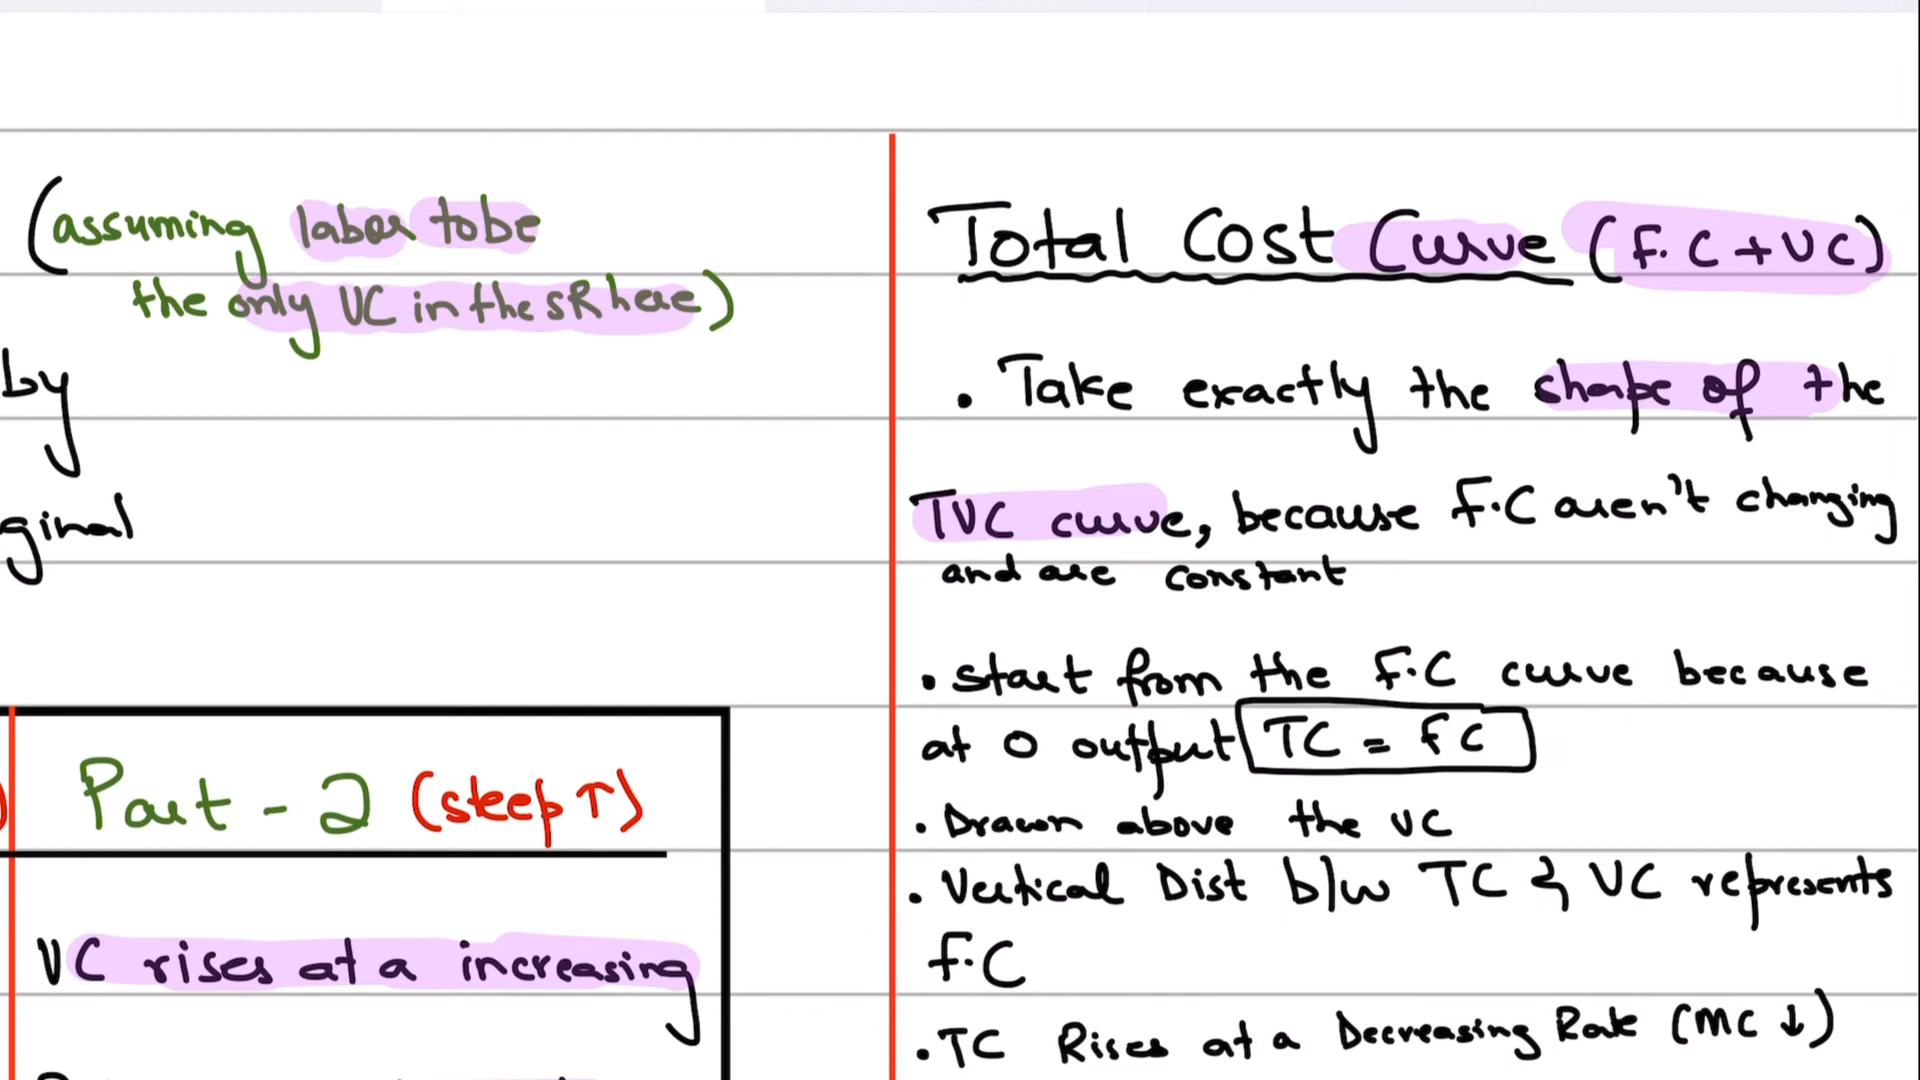 (assuming labor to be
the only VC in the SR here)
by
ginal
Part - 2 (steep ↑)
VC rises at a increasing
Total Cost Curve (F.C + VC)
• Take exactly the shape of the
TVC curve, because F.C aren't changing
and are constant
• start from the F.C curve because
at 0 output TC = FC
• Drawn above the VC
• Vertical Dist b/w TC & VC represents
F.C
• TC Rises at a Decreasing Rate (MC ↓)